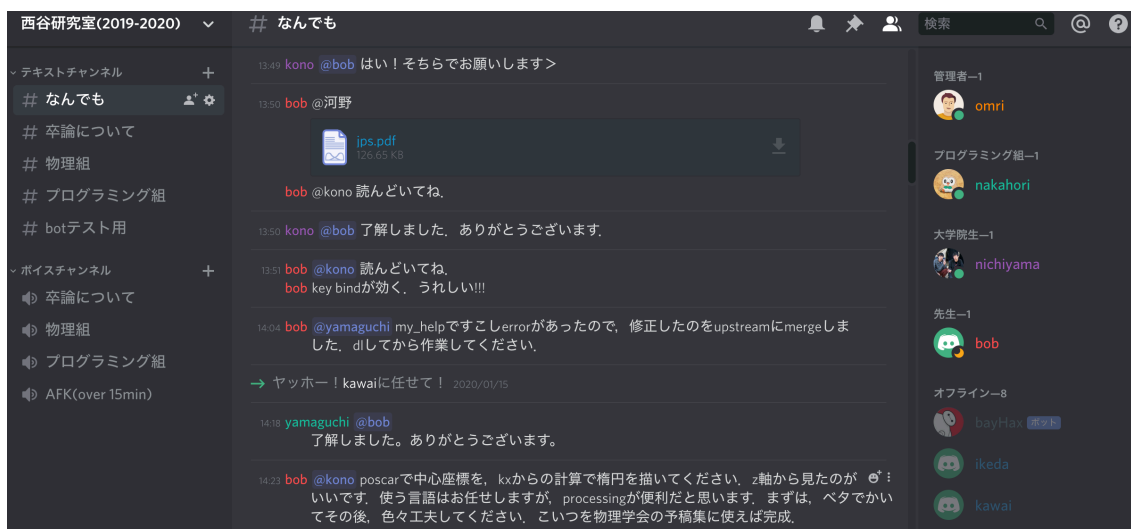 西谷研究室(2019-2020)
テキストチャンネル
# なんでも
# 卒論について
# 物理組
# プログラミング組
# botテスト用
ボイスチャンネル
卒論について
物理組
プログラミング組
AFK(over 15min)
# なんでも
検索
13:49 kono @bob はい！そちらでお願いします＞
13:50 bob @河野
jps.pdf
126.65 KB
bob @kono 読んどいてね．
13:50 kono @bob 了解しました．ありがとうございます．
13:51 bob @kono 読んどいてね．
bob key bindが効く．うれしい!!!
14:04 bob @yamaguchi my_helpですこしerrorがあったので，修正したのをupstreamにmergeしま
した．dlしてから作業してください．
ヤッホー！kawaiに任せて！ 2020/01/15
14:18 yamaguchi @bob
了解しました。ありがとうございます。
14:23 bob @kono poscarで中心座標を，kxからの計算で楕円を描いてください．z軸から見たのが
いいです．使う言語はお任せしますが，processingが便利だと思います．まずは，ベタでかい
てその後，色々工夫してください．こいつを物理学会の予稿集に使えば完成．
管理者—1
omri
プログラミング組—1
nakahori
大学院生—1
nichiyama
先生—1
bob
オフライン—8
bayHax ボット
ikeda
kawai